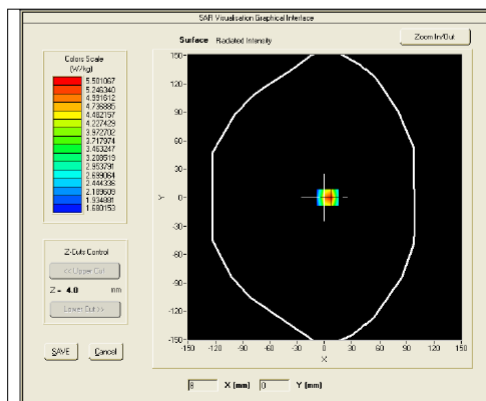 SAR Visualisation Graphical Interface
Surface Radiated Intensity
Zoom In/Out
Colors Scale
(W/kg)
5.501067
5.246340
4.991612
4.736885
4.482157
4.227429
3.972702
3.717974
3.463247
3.208519
2.953791
2.699064
2.444336
2.189609
1.934881
1.680153
Z-Cuts Control
<< Upper Cut
Z = 4.0 mm
Lower Cut >>
SAVE Cancel
150
120
90
60
30
0
-30
-60
-90
-120
-150
Y
-150 -120 -90 -60 -30 0 30 60 90 120 150
X
8 X (mm) 0 Y (mm)